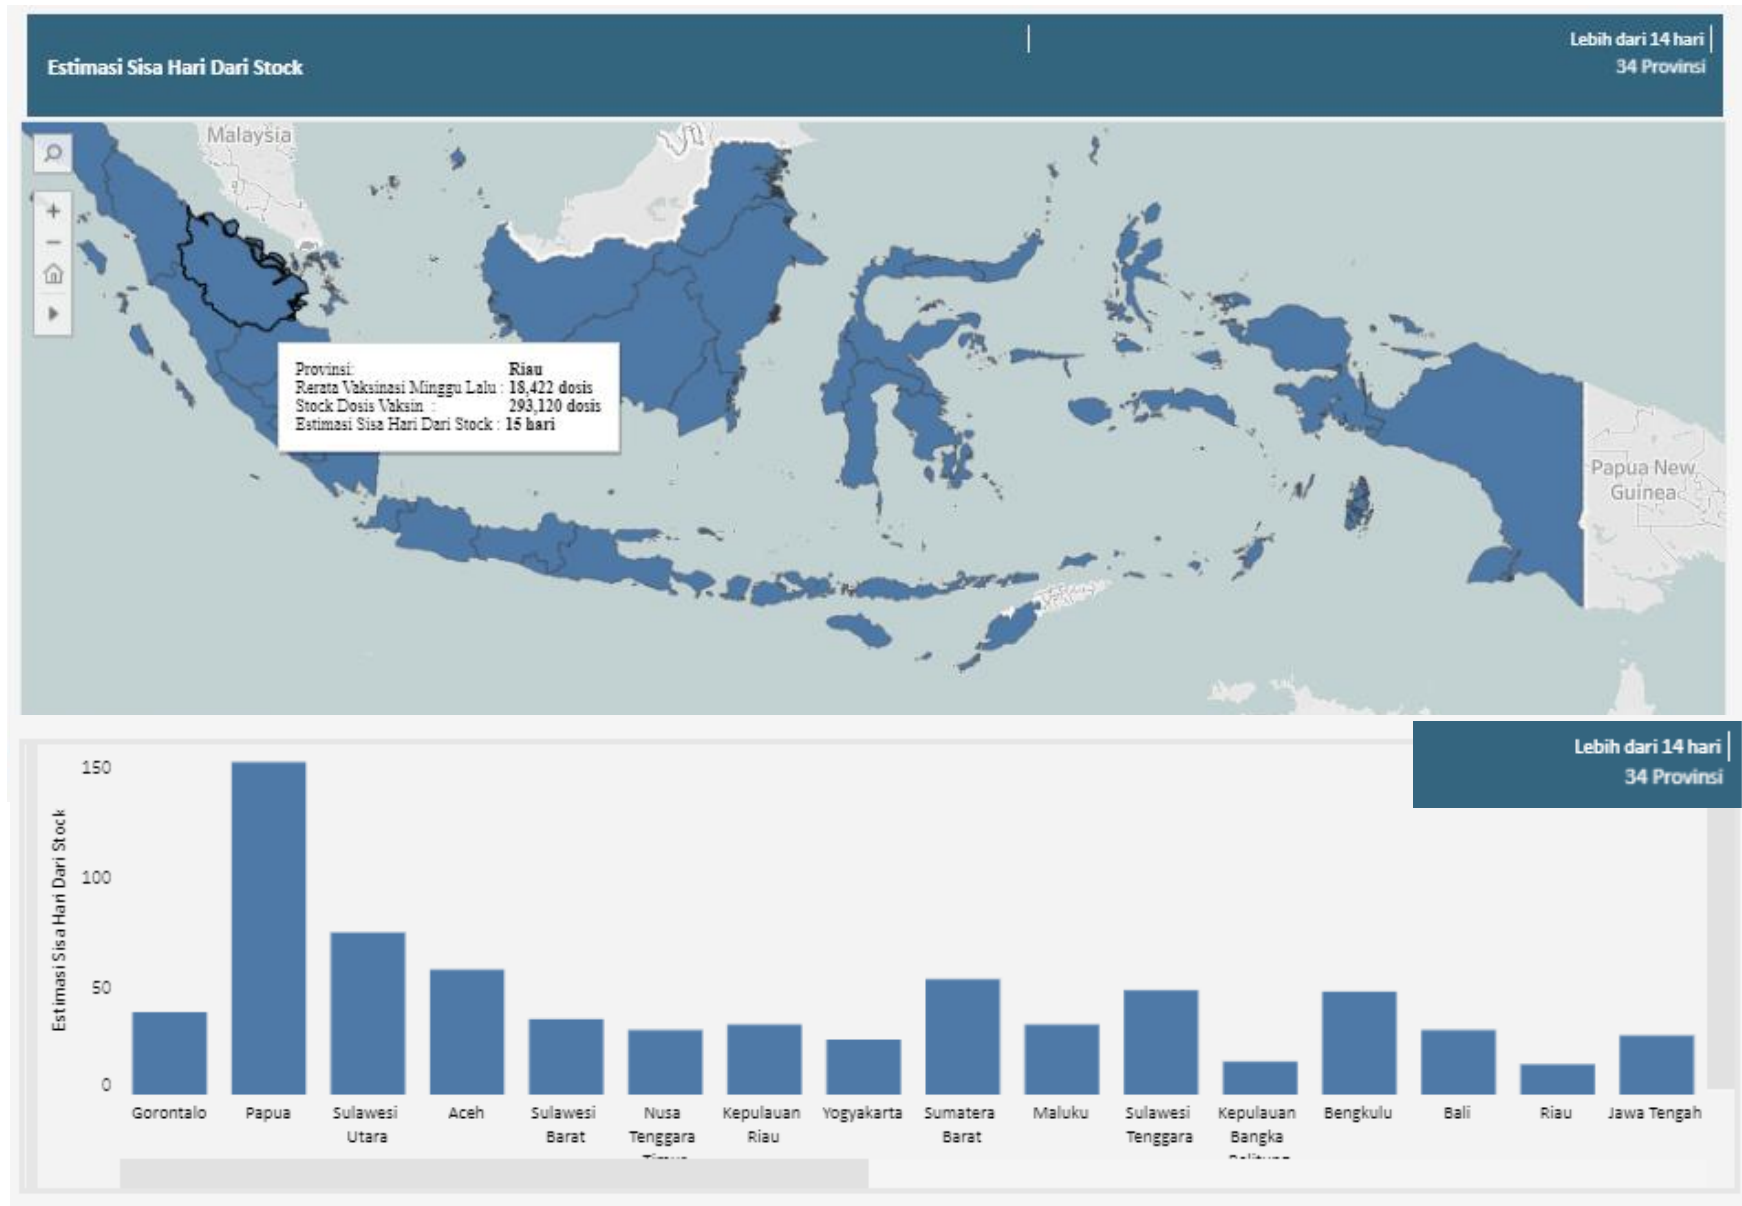 Lebih dari 14 hari
34 Provinsi
Estimasi Sisa Hari Dari Stock
Malaysia
Provinsi: Riau
Rerata Vaksinasi Minggu Lalu : 18,422 dosis
Stock Dosis Vaksin : 293,120 dosis
Estimasi Sisa Hari Dari Stock : 15 hari
Papua New
Guinea
Lebih dari 14 hari
34 Provinsi
Estimasi Sisa Hari Dari Stock
150
100
50
0
Gorontalo
Papua
Sulawesi
Utara
Aceh
Sulawesi
Barat
Nusa
Tenggara
Kepulauan
Riau
Yogyakarta
Sumatera
Barat
Maluku
Sulawesi
Tenggara
Kepulauan
Bangka
Bengkulu
Bali
Riau
Jawa Tengah